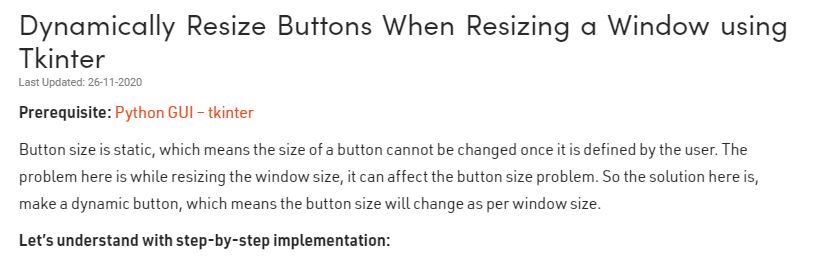 Dynamically Resize Buttons When Resizing a Window using
Tkinter
Last Updated: 26-11-2020
Prerequisite: Python GUI – tkinter
Button size is static, which means the size of a button cannot be changed once it is defined by the user. The
problem here is while resizing the window size, it can affect the button size problem. So the solution here is,
make a dynamic button, which means the button size will change as per window size.
Let’s understand with step-by-step implementation: